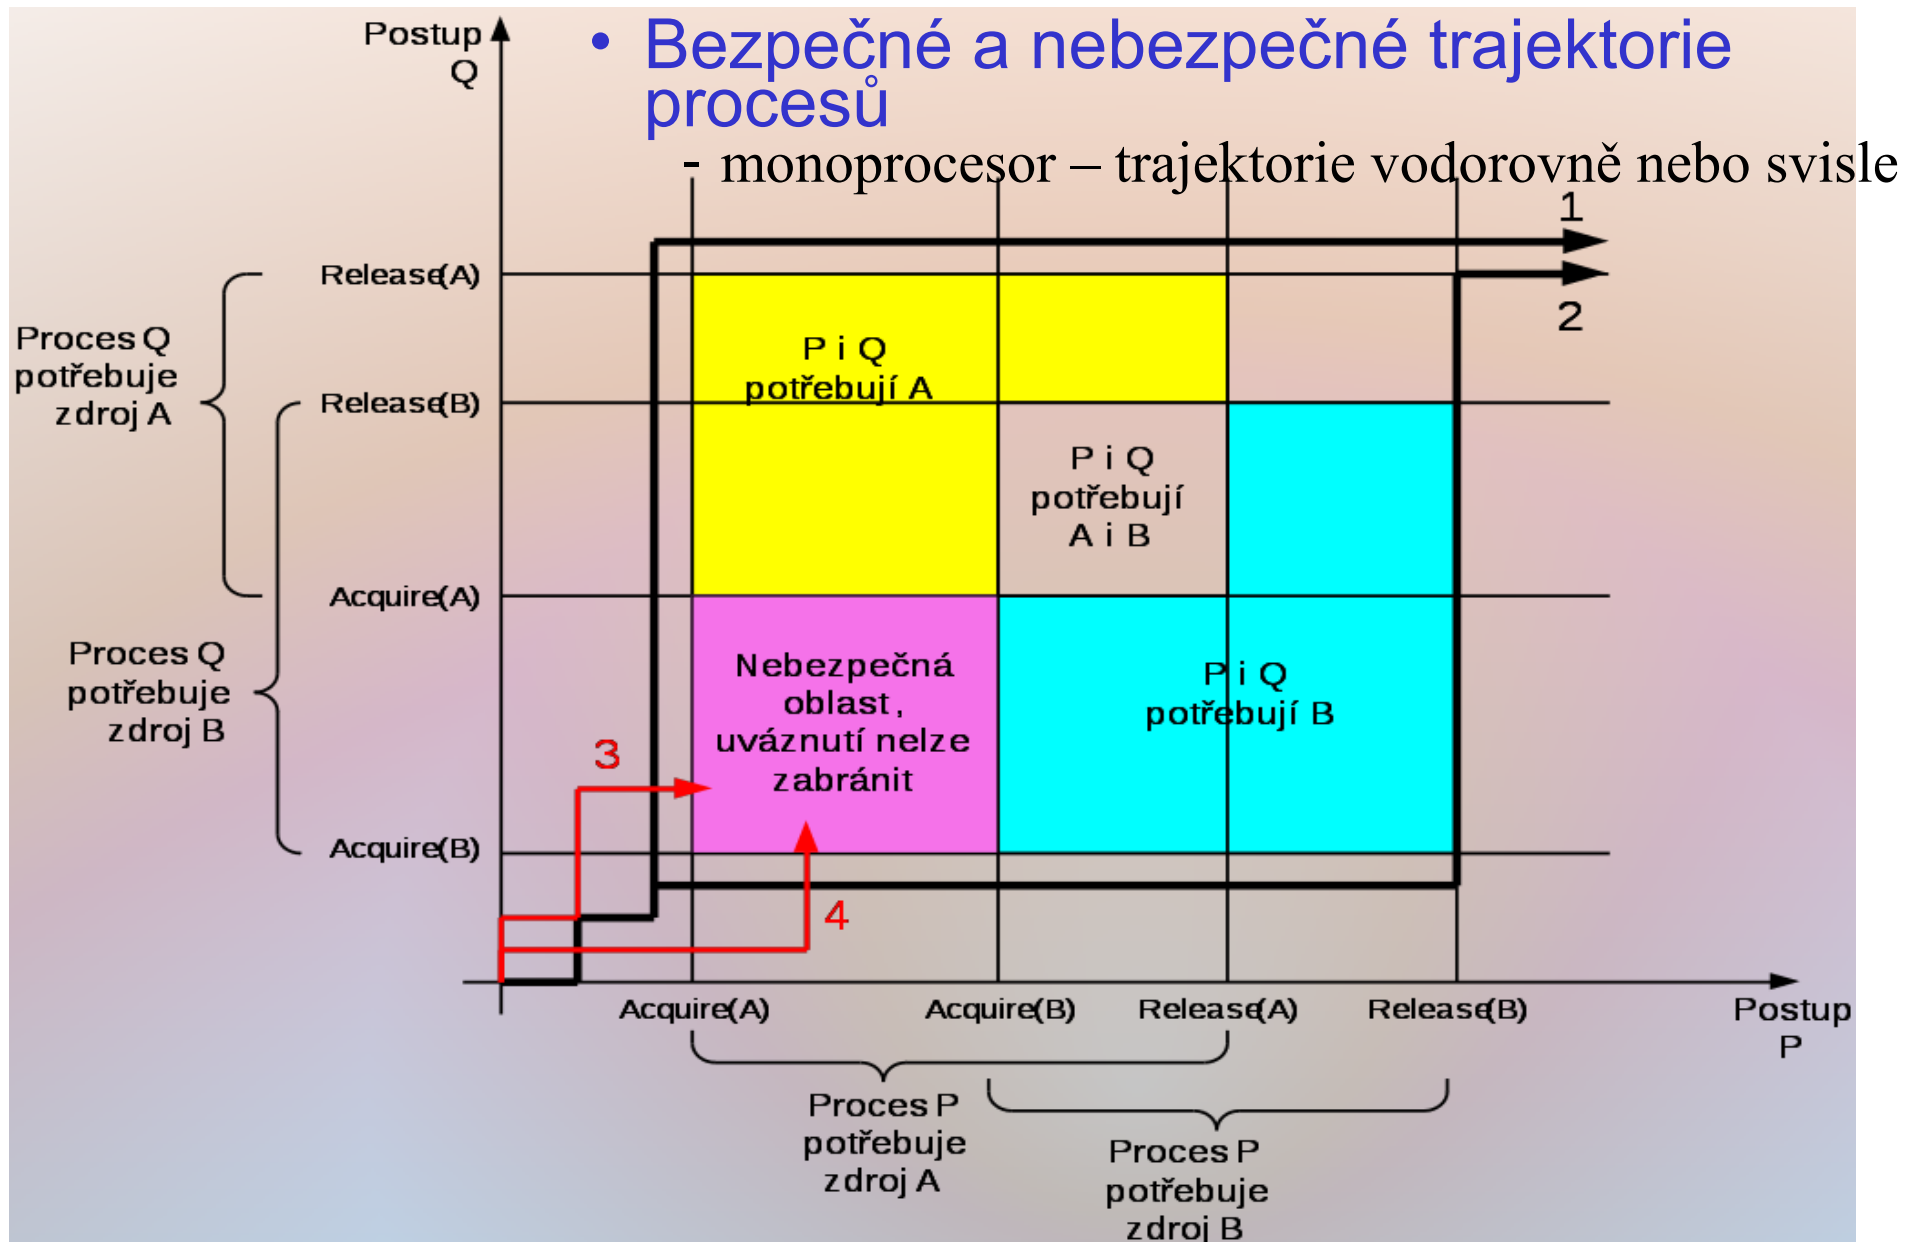 Postup
Q
• Bezpečné a nebezpečné trajektorie
procesů
- monoprocesor – trajektorie vodorovně nebo svisle
1
2
Release(A)
Release(B)
Acquire(A)
Acquire(B)
Proces Q
potřebuje
zdroj A
Proces Q
potřebuje
zdroj B
P i Q
potřebují A
P i Q
potřebují
A i B
Nebezpečná
oblast,
uváznutí nelze
zabránit
P i Q
potřebují B
3
4
Acquire(A)
Acquire(B)
Release(A)
Release(B)
Postup
P
Proces P
potřebuje
zdroj A
Proces P
potřebuje
zdroj B